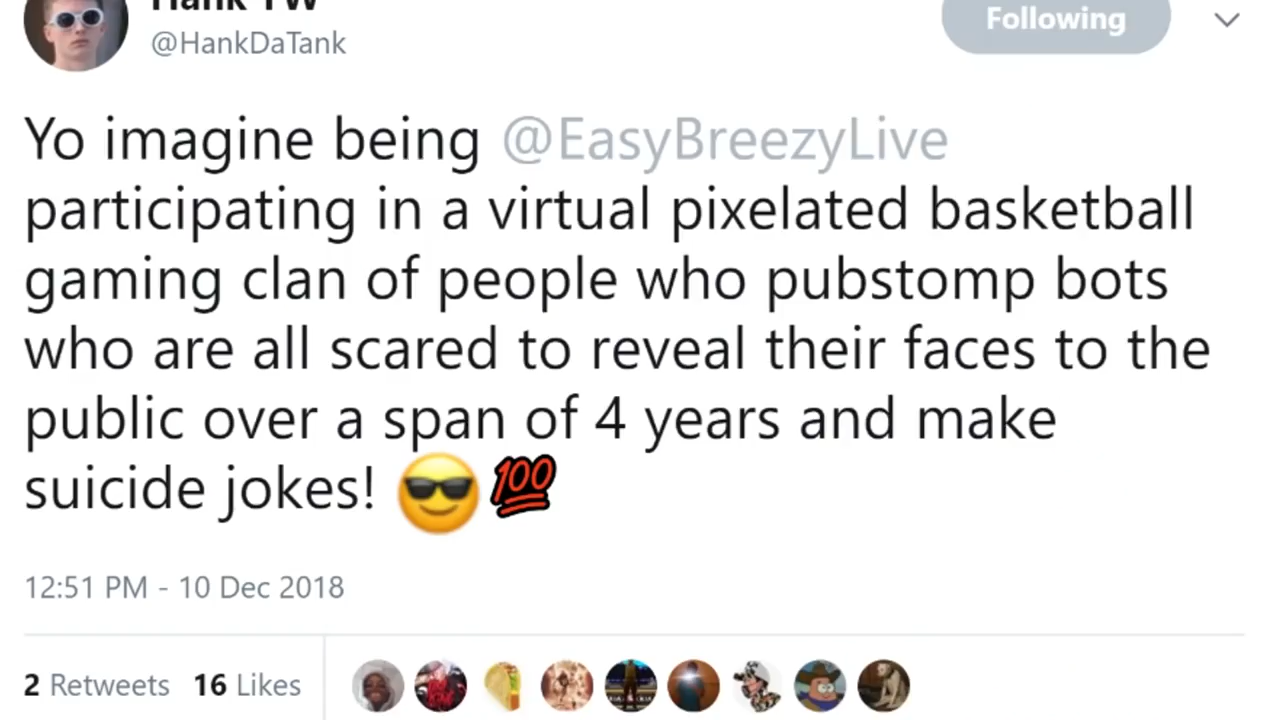 Hank TW
@HankDaTank
Following
Yo imagine being @EasyBreezyLive
participating in a virtual pixelated basketball
gaming clan of people who pubstomp bots
who are all scared to reveal their faces to the
public over a span of 4 years and make
suicide jokes! 😎💯
12:51 PM - 10 Dec 2018
2 Retweets 16 Likes